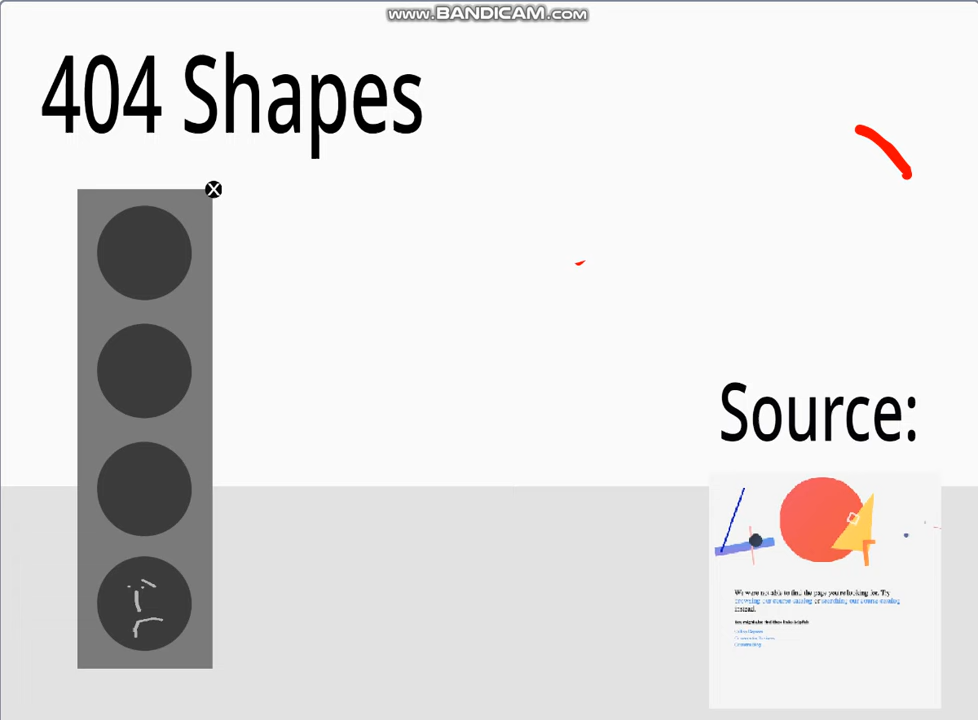 www.BANDICAM.com
404 Shapes
Source:
We were not able to find the page you're looking for. Try
browsing our course catalog or searching our course catalog
instead.